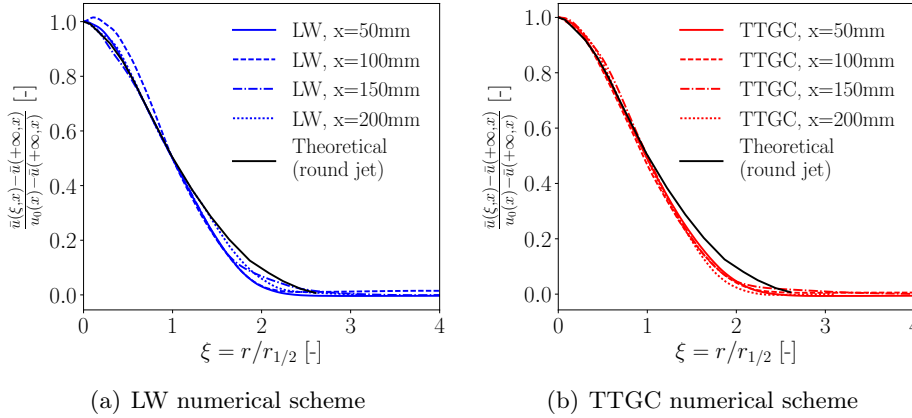 LW, x=50mm
LW, x=100mm
LW, x=150mm
LW, x=200mm
Theoretical
(round jet)
1.0
0.8
0.6
0.4
0.2
0.0
ū(ξ,x)−ū(+∞,x)
u₀(x)−ū(+∞,x)
[-]
0
1
2
3
4
ξ = r/r₁/₂ [-]
(a) LW numerical scheme
TTGC, x=50mm
TTGC, x=100mm
TTGC, x=150mm
TTGC, x=200mm
Theoretical
(round jet)
1.0
0.8
0.6
0.4
0.2
0.0
ū(ξ,x)−ū(+∞,x)
u₀(x)−ū(+∞,x)
[-]
0
1
2
3
4
ξ = r/r₁/₂ [-]
(b) TTGC numerical scheme